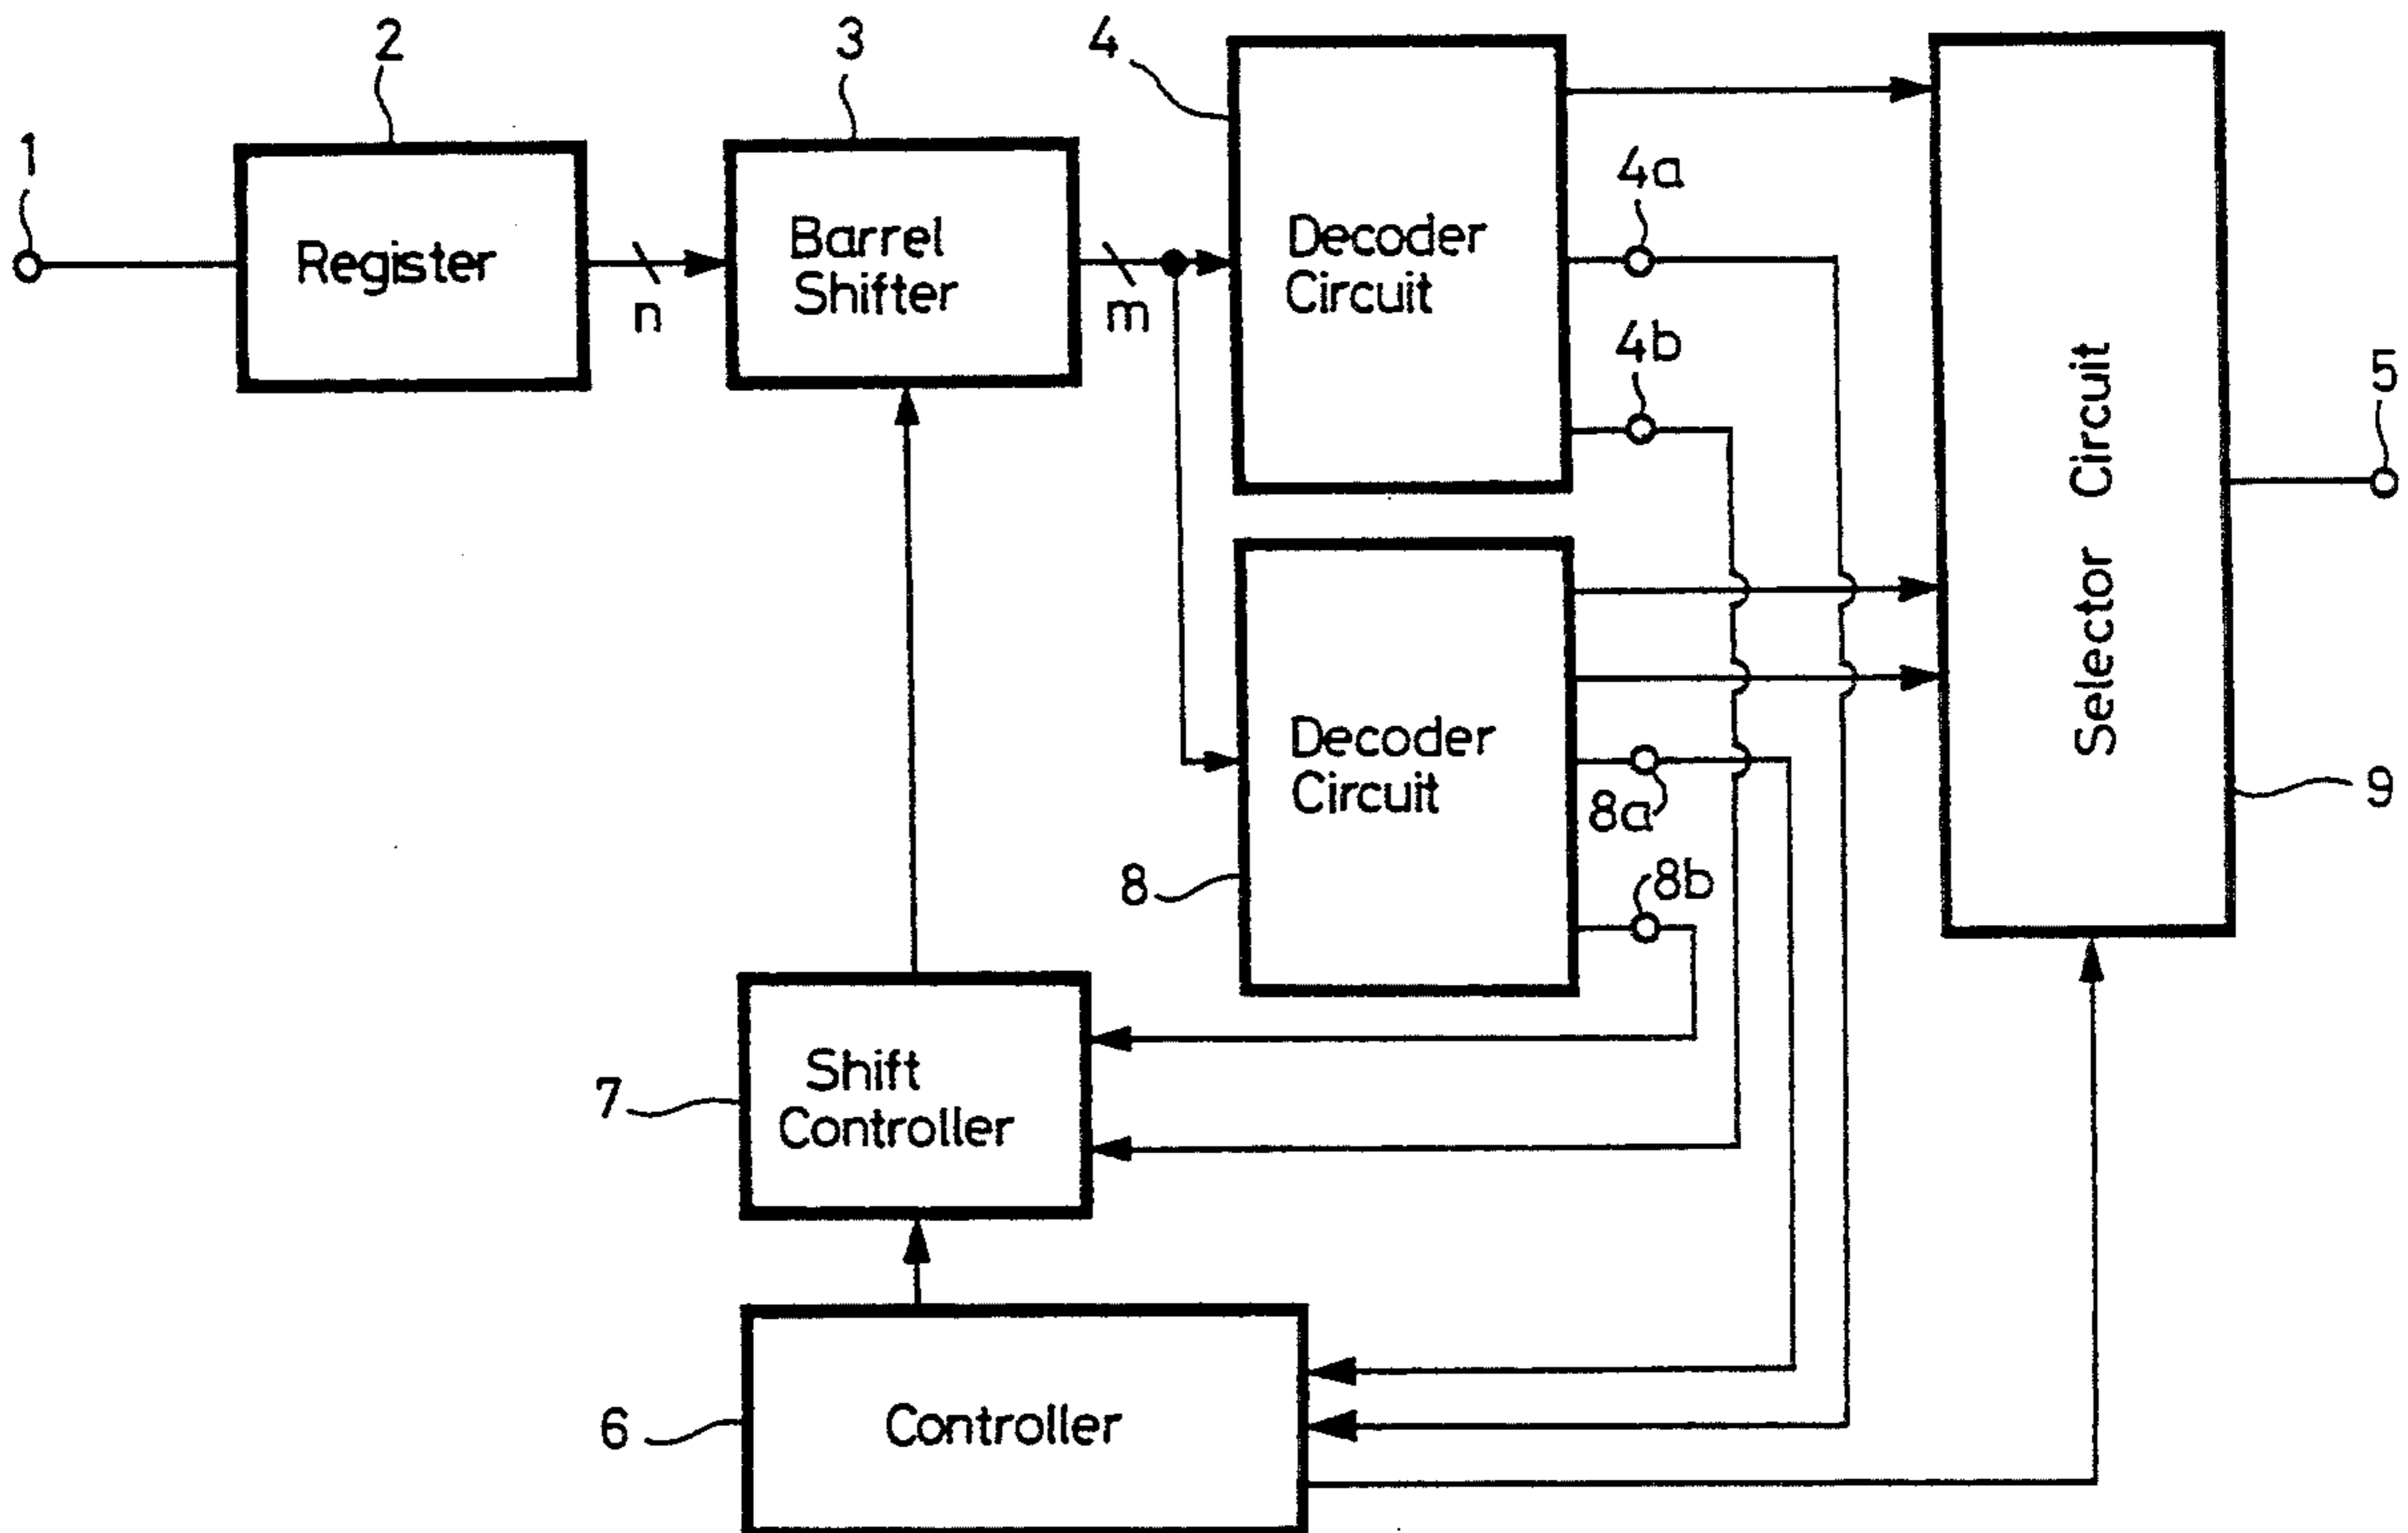 1
2
Register
n
3
Barrel
Shifter
m
4
Decoder
Circuit
4a
4b
Selector Circuit
5
Decoder
Circuit
8a
8b
8
9
7
Shift
Controller
6
Controller